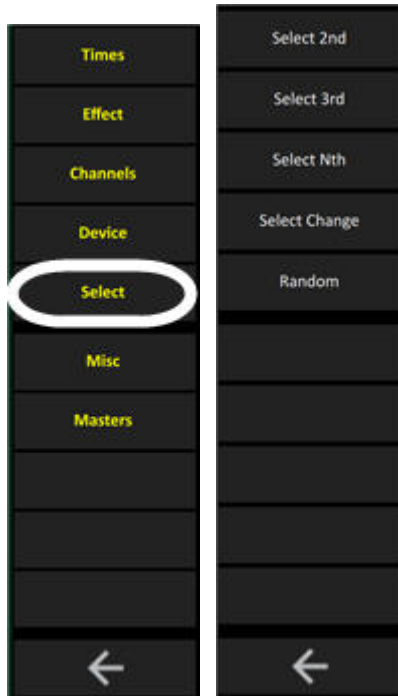 Times
Effect
Channels
Device
Select
Misc
Masters
Select 2nd
Select 3rd
Select Nth
Select Change
Random